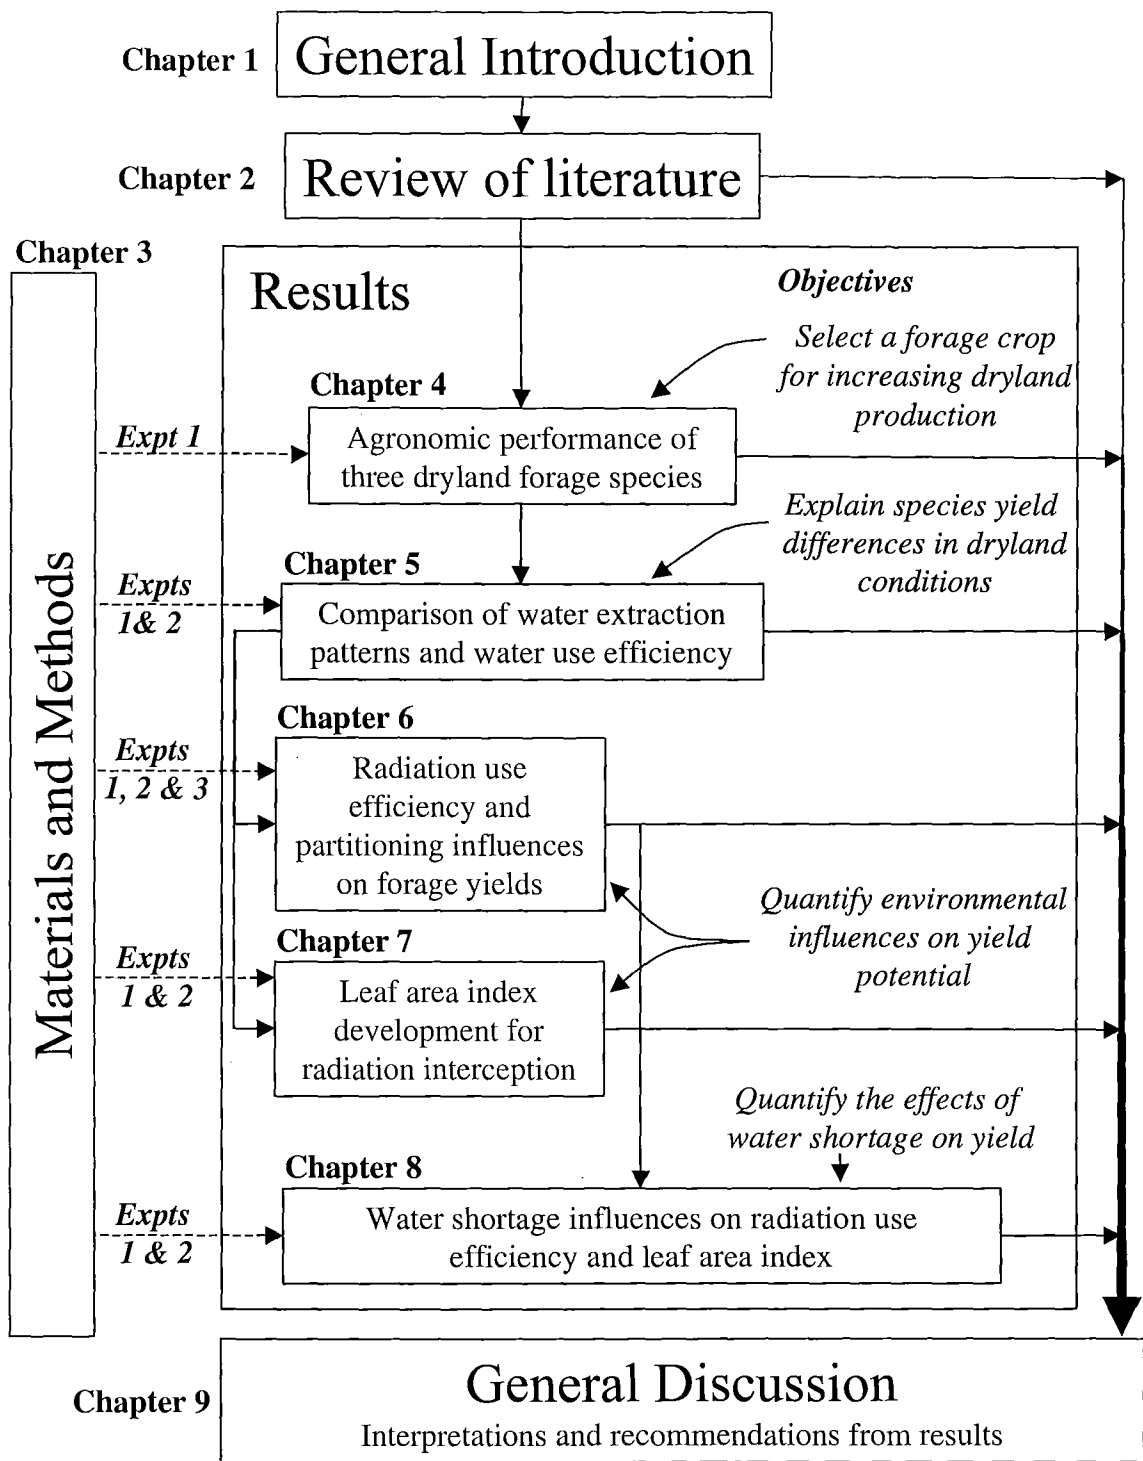 Chapter 1
General Introduction
Chapter 2
Review of literature
Chapter 3
Materials and Methods
Results
Objectives
Select a forage crop
for increasing dryland
production
Chapter 4
Expt 1
Agronomic performance of
three dryland forage species
Explain species yield
differences in dryland
conditions
Chapter 5
Expts
1& 2
Comparison of water extraction
patterns and water use efficiency
Chapter 6
Expts
1, 2 & 3
Radiation use
efficiency and
partitioning influences
on forage yields
Quantify environmental
influences on yield
potential
Chapter 7
Expts
1 & 2
Leaf area index
development for
radiation interception
Quantify the effects of
water shortage on yield
Chapter 8
Expts
1 & 2
Water shortage influences on radiation use
efficiency and leaf area index
Chapter 9
General Discussion
Interpretations and recommendations from results